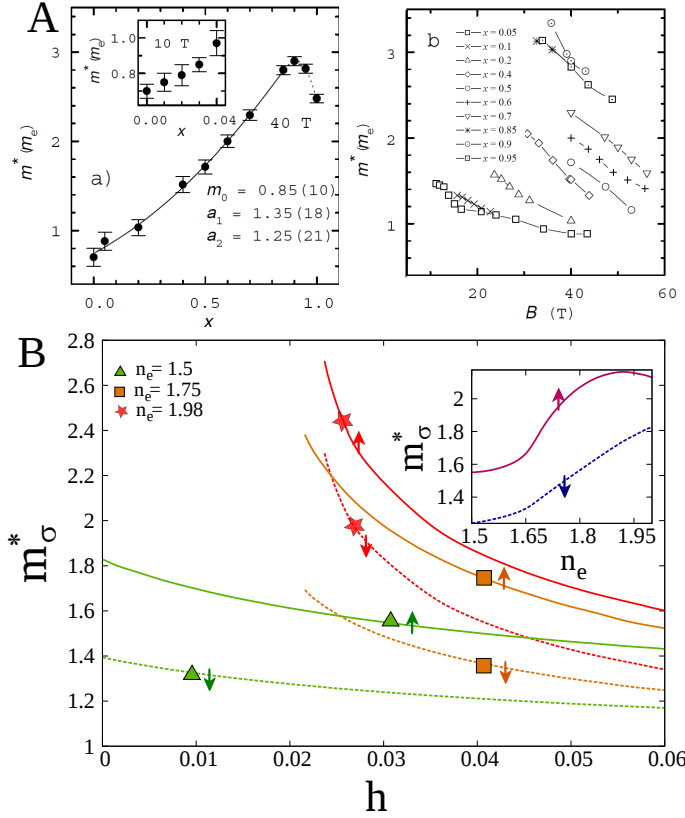 A
3
2
1
m* (mₑ)
1.0
0.8
m* (mₑ)
10 T
0.00
0.04
x
40 T
a)
m₀ = 0.85(10)
a₁ = 1.35(18)
a₂ = 1.25(21)
0.0
0.5
1.0
x
b
3
2
1
m* (mₑ)
x = 0.05
x = 0.1
x = 0.2
x = 0.4
x = 0.5
x = 0.6
x = 0.7
x = 0.85
x = 0.9
x = 0.95
20
40
60
B (T)
B
2.8
2.6
2.4
2.2
2
1.8
1.6
1.4
1.2
1
m*σ
nₑ= 1.5
nₑ= 1.75
nₑ= 1.98
2
1.8
1.6
1.4
m*σ
1.5
1.65
1.8
1.95
nₑ
0
0.01
0.02
0.03
0.04
0.05
0.06
h